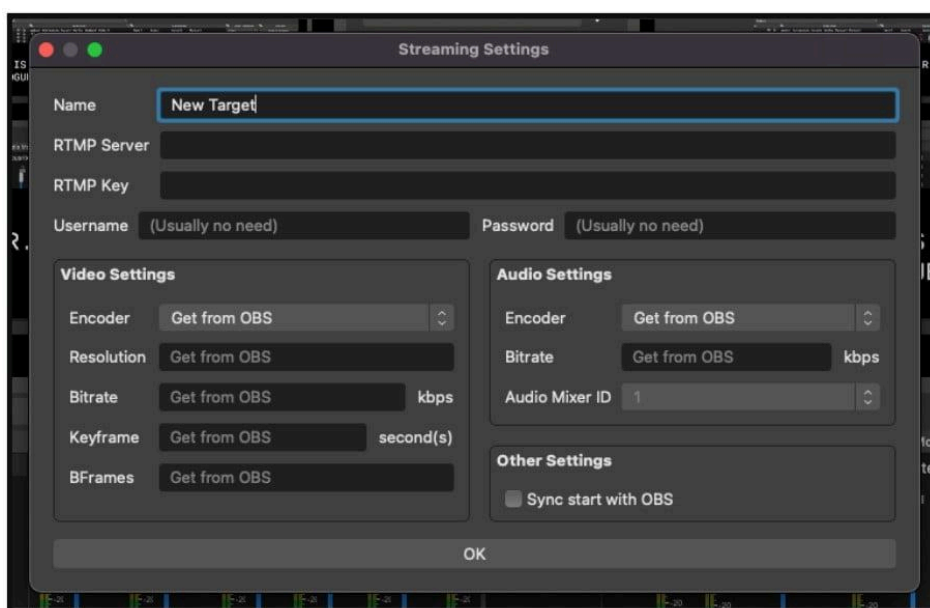 Streaming Settings
Name New Target
RTMP Server
RTMP Key
Username (Usually no need) Password (Usually no need)
Video Settings
Encoder Get from OBS
Resolution Get from OBS
Bitrate Get from OBS kbps
Keyframe Get from OBS second(s)
BFrames Get from OBS
Audio Settings
Encoder Get from OBS
Bitrate Get from OBS kbps
Audio Mixer ID 1
Other Settings
Sync start with OBS
OK